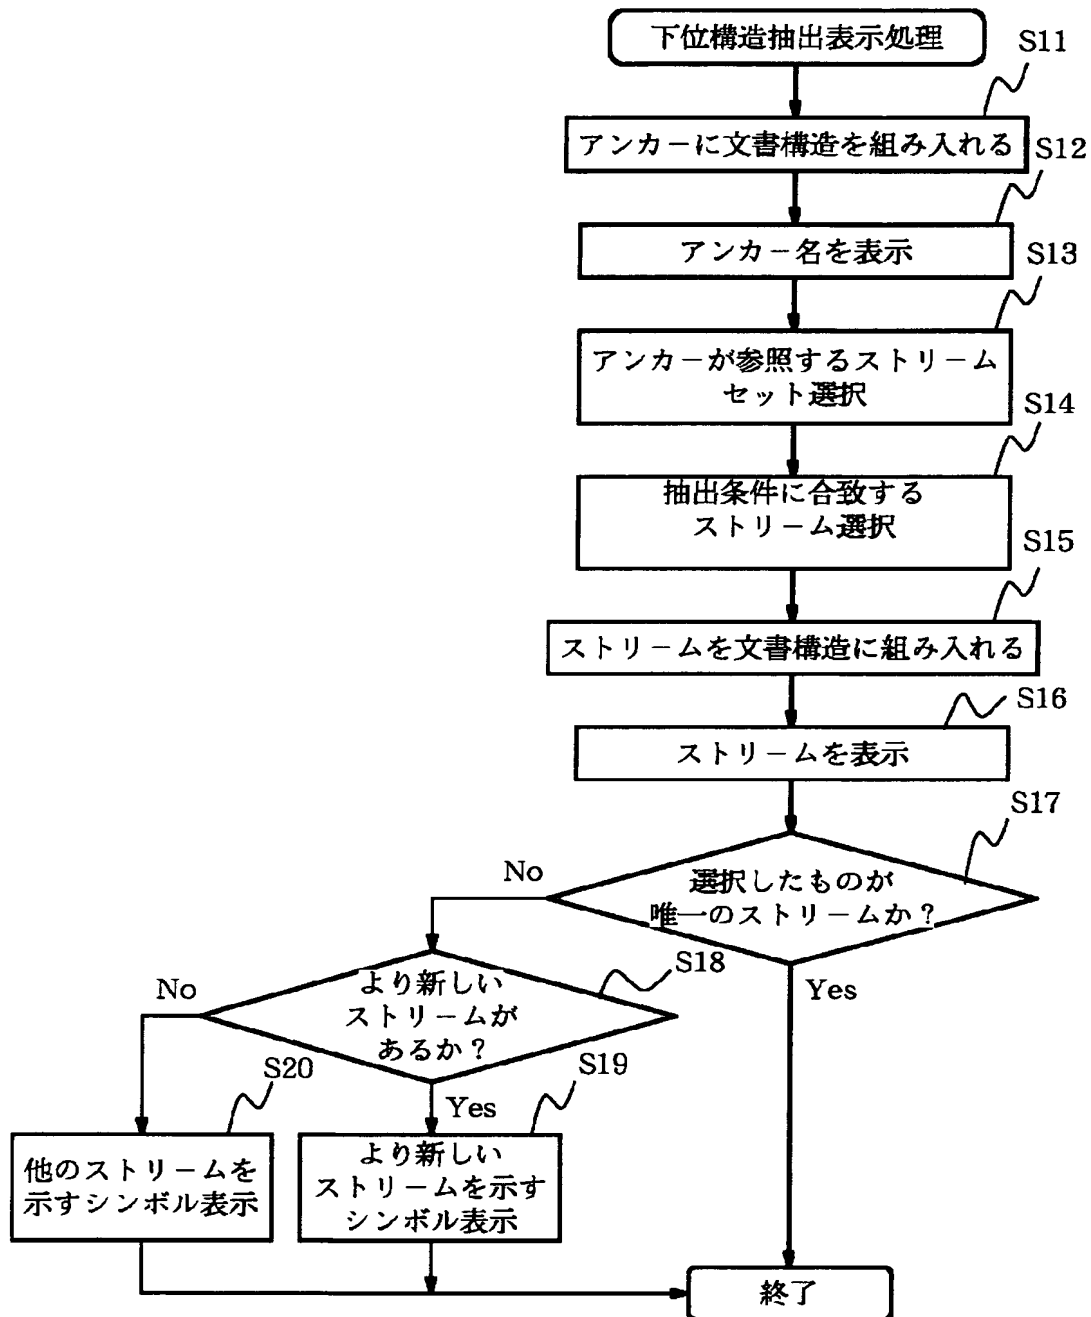 下位構造抽出表示処理
S11
アンカーに文書構造を組み入れる
S12
アンカー名を表示
S13
アンカーが参照するストリーム
セット選択
S14
抽出条件に合致する
ストリーム選択
S15
ストリームを文書構造に組み入れる
S16
ストリームを表示
S17
選択したものが
唯一のストリームか?
No
Yes
S18
より新しい
ストリームが
あるか?
No
Yes
S20
他のストリームを
示すシンボル表示
S19
より新しい
ストリームを示す
シンボル表示
終了